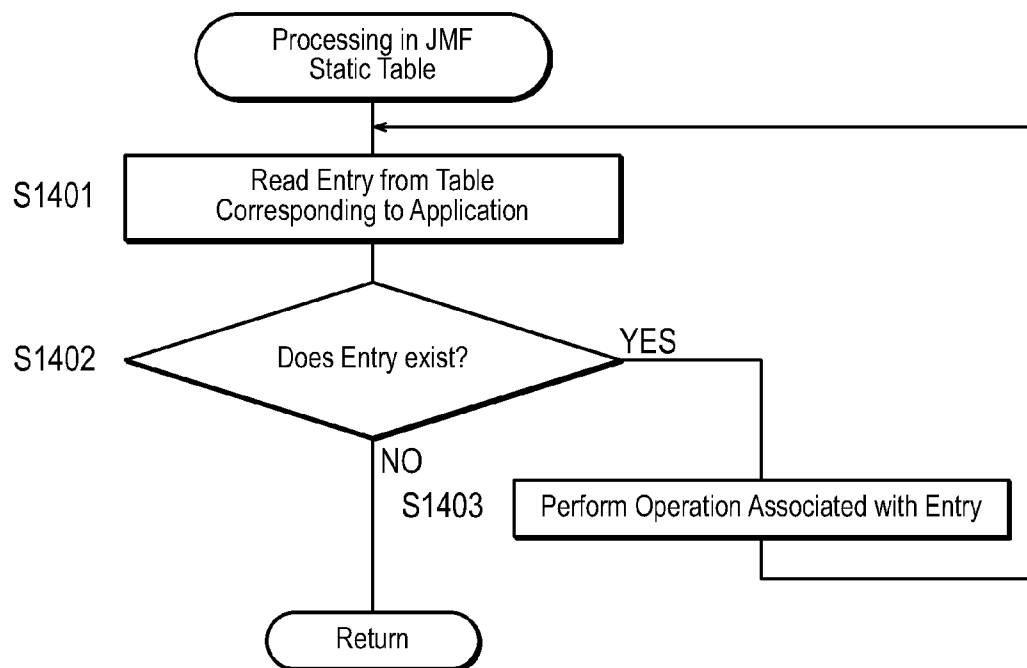 Processing in JMF
Static Table
S1401
Read Entry from Table
Corresponding to Application
S1402
Does Entry exist?
YES
NO
S1403
Perform Operation Associated with Entry
Return